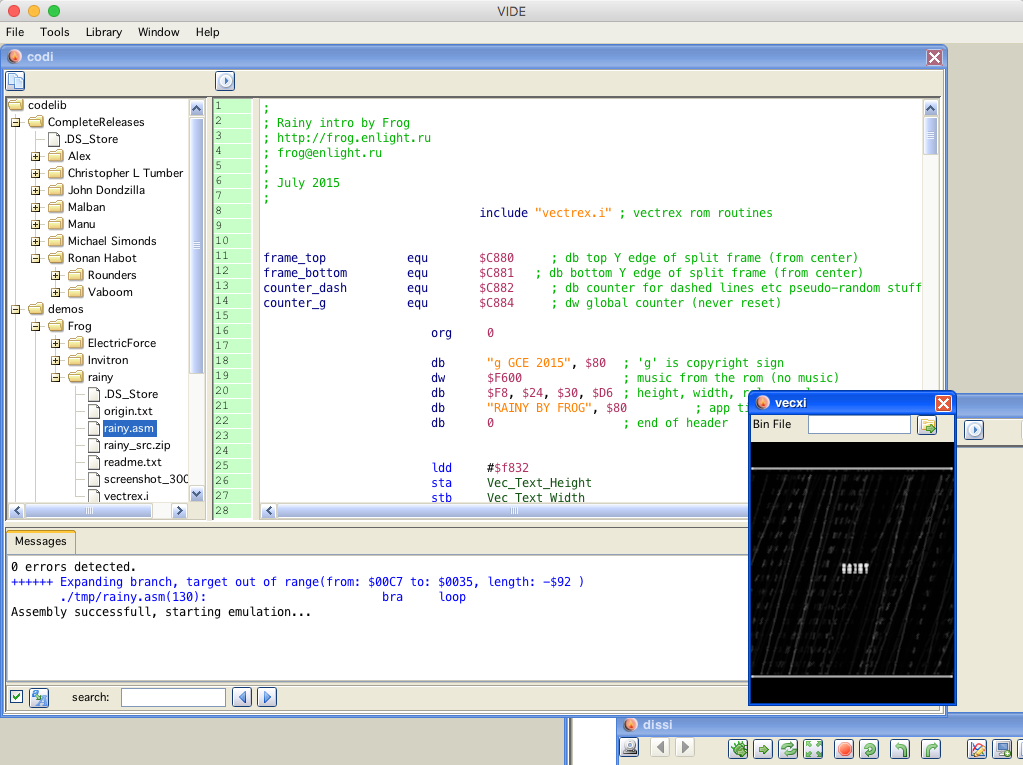 VIDE
File Tools Library Window Help
codi
codelib
CompleteReleases
.DS_Store
Alex
Christopher L Tumber
John Dondzilla
Malban
Manu
Michael Simonds
Ronan Habot
Rounders
Vaboom
demos
Frog
ElectricForce
Invitron
rainy
.DS_Store
origin.txt
rainy.asm
rainy_src.zip
readme.txt
screenshot_300
vectrex.i
1 ;
2 ; Rainy intro by Frog
3 ; http://frog.enlight.ru
4 ; frog@enlight.ru
5 ;
6 ; July 2015
7 ;
8 include "vectrex.i" ; vectrex rom routines
9
10
11 frame_top equ $C880 ; db top Y edge of split frame (from center)
12 frame_bottom equ $C881 ; db bottom Y edge of split frame (from center)
13 counter_dash equ $C882 ; db counter for dashed lines etc pseudo-random stuff
14 counter_g equ $C884 ; dw global counter (never reset)
15
16 org 0
17
18 db "g GCE 2015", $80 ; 'g' is copyright sign
19 dw $F600 ; music from the rom (no music)
20 db $F8, $24, $30, $D6 ; height, width,
21 db "RAINY BY FROG", $80 ; app
22 db 0 ; end of header
23
24
25 ldd #$f832
26 sta Vec_Text_Height
27 stb Vec_Text_Width
28
Messages
0 errors detected.
++++++ Expanding branch, target out of range(from: $00C7 to: $0035, length: -$92 )
./tmp/rainy.asm(130): bra loop
Assembly successfull, starting emulation...
search:
vecxi
Bin File
dissi